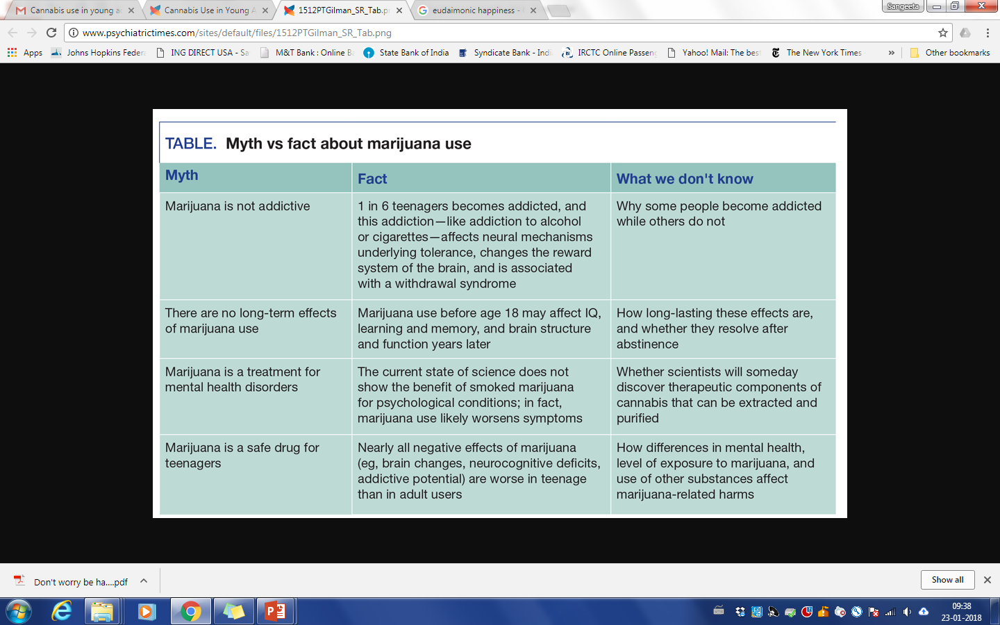 Cannabis use in young a
Cannabis Use in Young A
1512PTGilman_SR_Tab.pn
eudaimonic happiness -
Sangeeta
www.psychiatrictimes.com/sites/default/files/1512PTGilman_SR_Tab.png
Apps
Johns Hopkins Federa
ING DIRECT USA - Sa
M&T Bank : Online B
State Bank of India
Syndicate Bank - Indi
IRCTC Online Passeng
Yahoo! Mail: The best
The New York Times
»
Other bookmarks
TABLE. Myth vs fact about marijuana use
Myth
Fact
What we don't know
Marijuana is not addictive
1 in 6 teenagers becomes addicted, and
this addiction—like addiction to alcohol
or cigarettes—affects neural mechanisms
underlying tolerance, changes the reward
system of the brain, and is associated
with a withdrawal syndrome
Why some people become addicted
while others do not
There are no long-term effects
of marijuana use
Marijuana use before age 18 may affect IQ,
learning and memory, and brain structure
and function years later
How long-lasting these effects are,
and whether they resolve after
abstinence
Marijuana is a treatment for
mental health disorders
The current state of science does not
show the benefit of smoked marijuana
for psychological conditions; in fact,
marijuana use likely worsens symptoms
Whether scientists will someday
discover therapeutic components of
cannabis that can be extracted and
purified
Marijuana is a safe drug for
teenagers
Nearly all negative effects of marijuana
(eg, brain changes, neurocognitive deficits,
addictive potential) are worse in teenage
than in adult users
How differences in mental health,
level of exposure to marijuana, and
use of other substances affect
marijuana-related harms
Don't worry be ha....pdf
Show all
09:38
23-01-2018